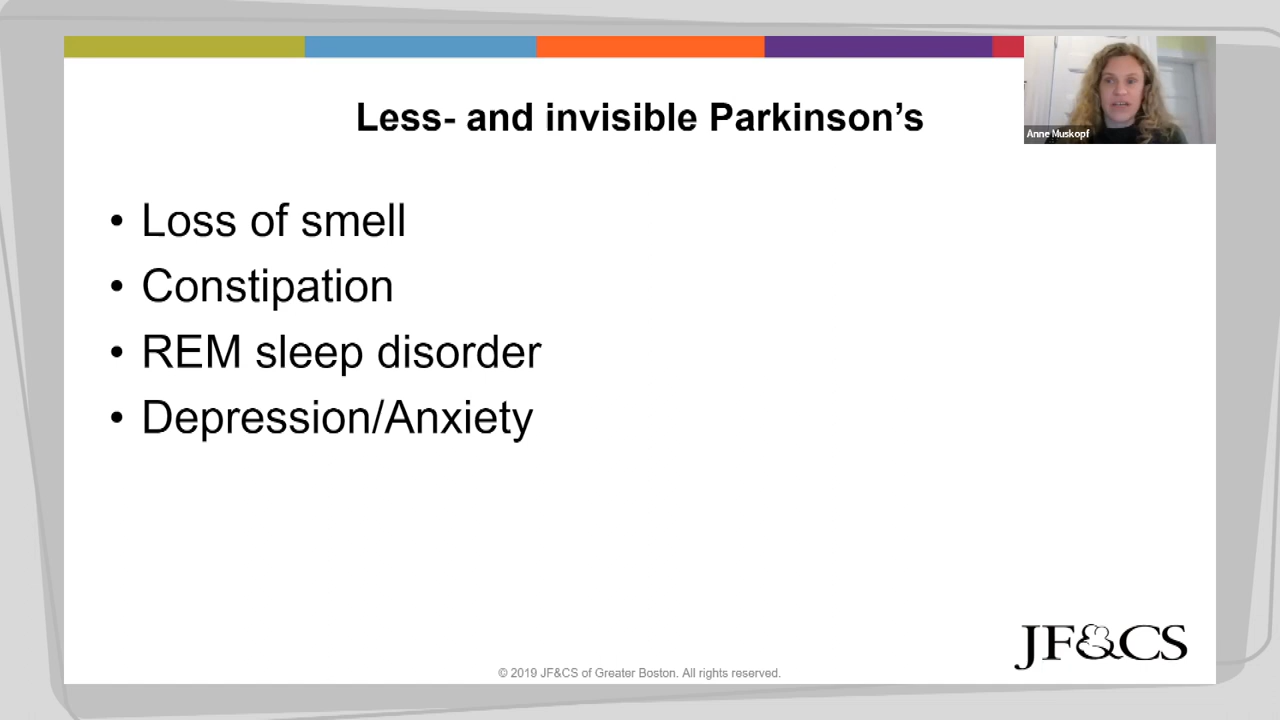 Less- and invisible Parkinson’s
Anne Muskopf
• Loss of smell
• Constipation
• REM sleep disorder
• Depression/Anxiety
JF&CS
© 2019 JF&CS of Greater Boston. All rights reserved.